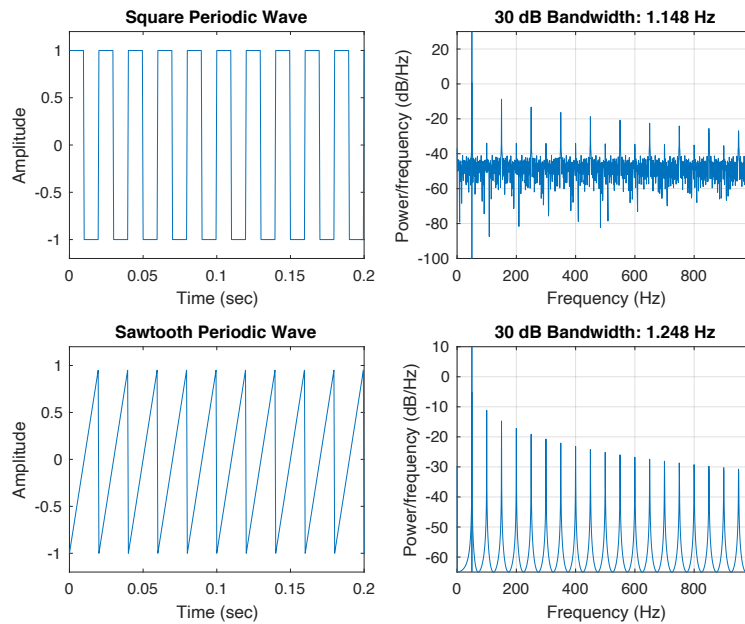 Square Periodic Wave
1
0.5
0
-0.5
-1
Amplitude
0 0.05 0.1 0.15 0.2
Time (sec)
30 dB Bandwidth: 1.148 Hz
20
0
-20
-40
-60
-80
-100
Power/frequency (dB/Hz)
0 200 400 600 800
Frequency (Hz)
Sawtooth Periodic Wave
1
0.5
0
-0.5
-1
Amplitude
0 0.05 0.1 0.15 0.2
Time (sec)
30 dB Bandwidth: 1.248 Hz
10
0
-10
-20
-30
-40
-50
-60
Power/frequency (dB/Hz)
0 200 400 600 800
Frequency (Hz)